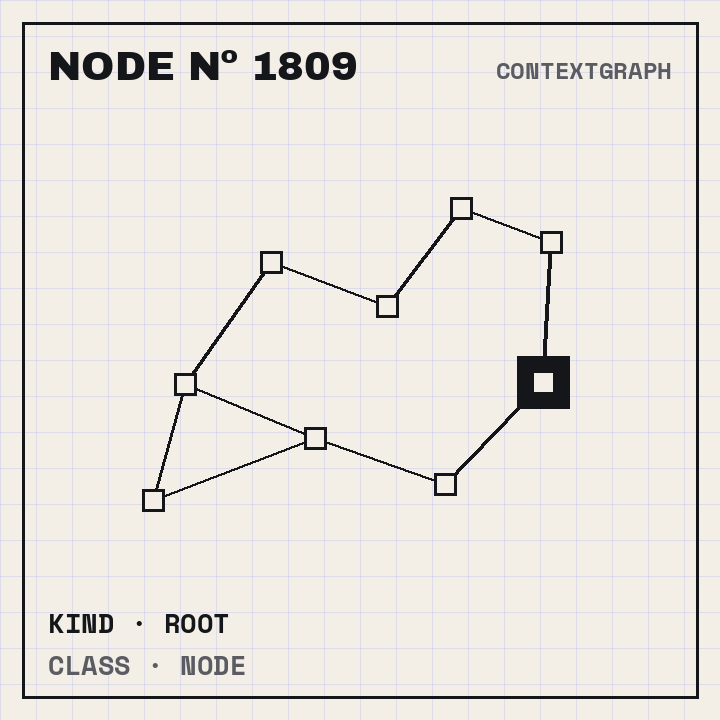 NODE Nº 1809
CONTEXTGRAPH
KIND · ROOT
CLASS · NODE